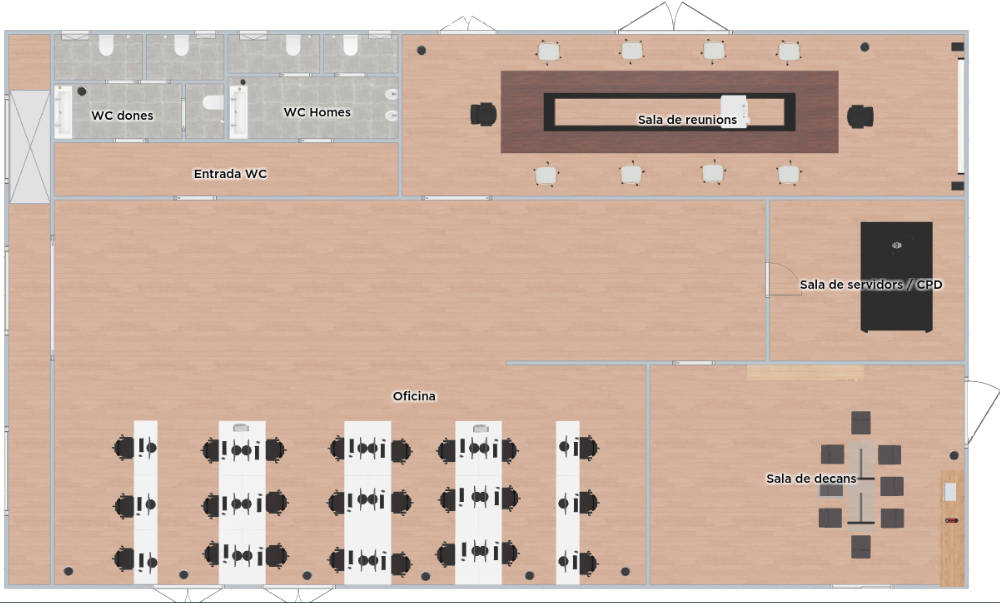 WC dones
WC Homes
Sala de reunions
Entrada WC
Sala de servidors / CPD
Oficina
Sala de decans